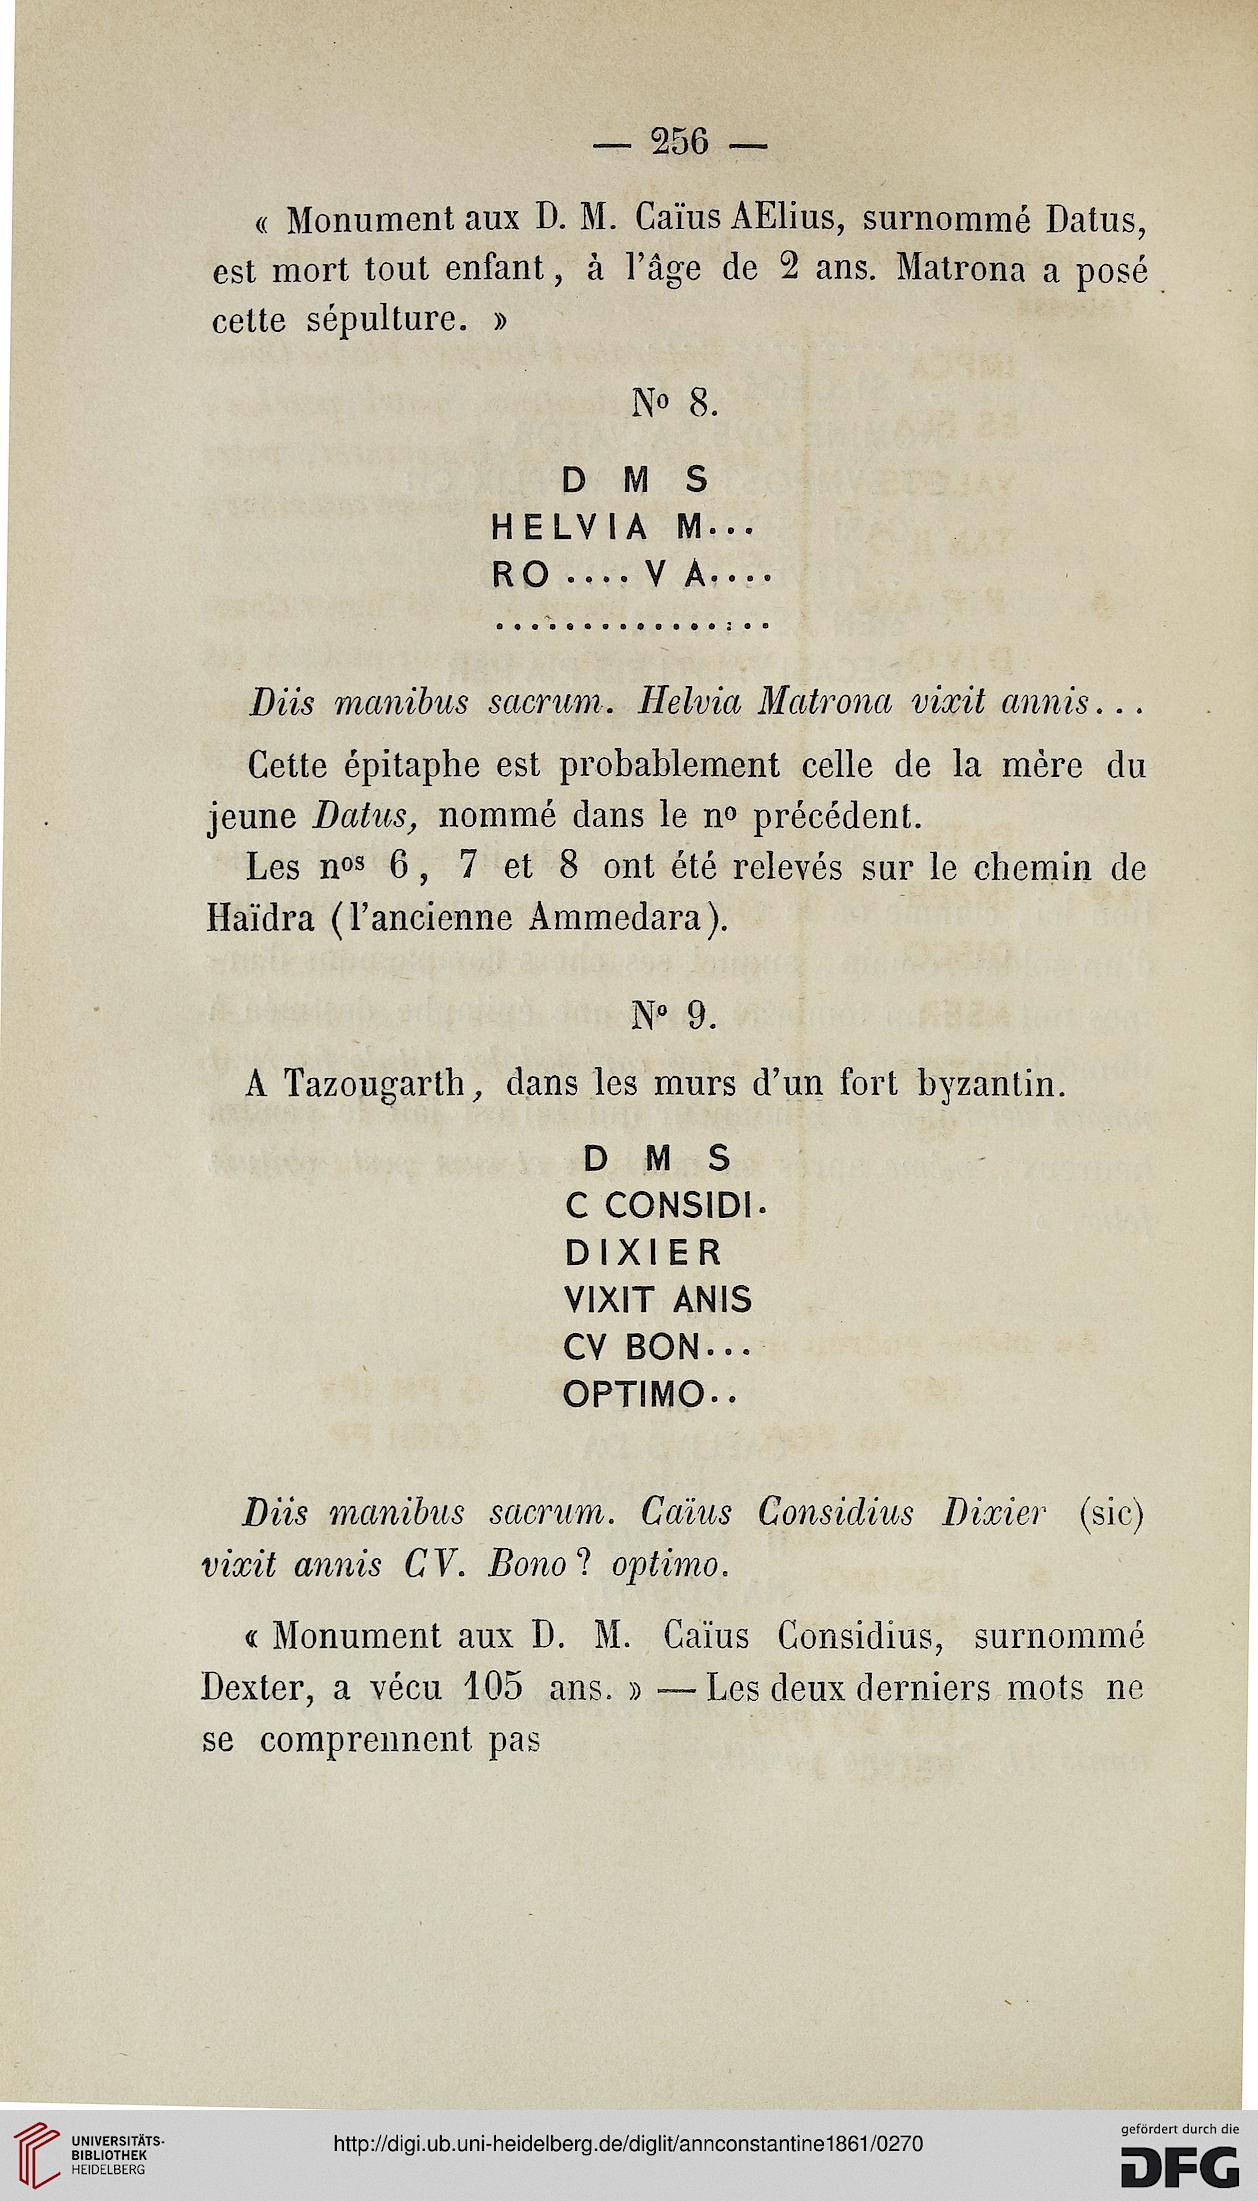 — 256 —
« Monument aux D. M. Caïus AElius, surnommé Datus,
est mort tout enfant, à l'âge de 2 ans. Matrona a posé
cette sépulture. »
No 8.
D M S
HELVIA M...
RO .... V A....
................
Diis manibus sacrum. Helvia Matrona vixit annis...
Cette épitaphe est probablement celle de la mère du
jeune Datus, nommé dans le no précédent.
Les nos 6, 7 et 8 ont été relevés sur le chemin de
Haïdra (l'ancienne Ammedara).
N° 9.
A Tazougarth, dans les murs d'un fort byzantin.
D M S
C CONSIDI.
DIXIER
VIXIT ANIS
CV BON...
OPTIMO..
Diis manibus sacrum. Caïus Considius Dixier (sic)
vixit annis CV. Bono? optimo.
« Monument aux D. M. Caïus Considius, surnommé
Dexter, a vécu 105 ans. » — Les deux derniers mots ne
se comprennent pas
UNIVERSITÄTS-
BIBLIOTHEK
HEIDELBERG
http://digi.ub.uni-heidelberg.de/diglit/annconstantine1861/0270
gefördert durch die
DFG